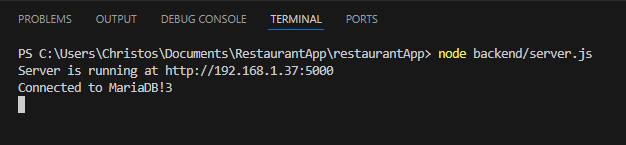 PROBLEMS OUTPUT DEBUG CONSOLE TERMINAL PORTS
PS C:\Users\Christos\Documents\RestaurantApp\restaurantApp> node backend/server.js
Server is running at http://192.168.1.37:5000
Connected to MariaDB!3